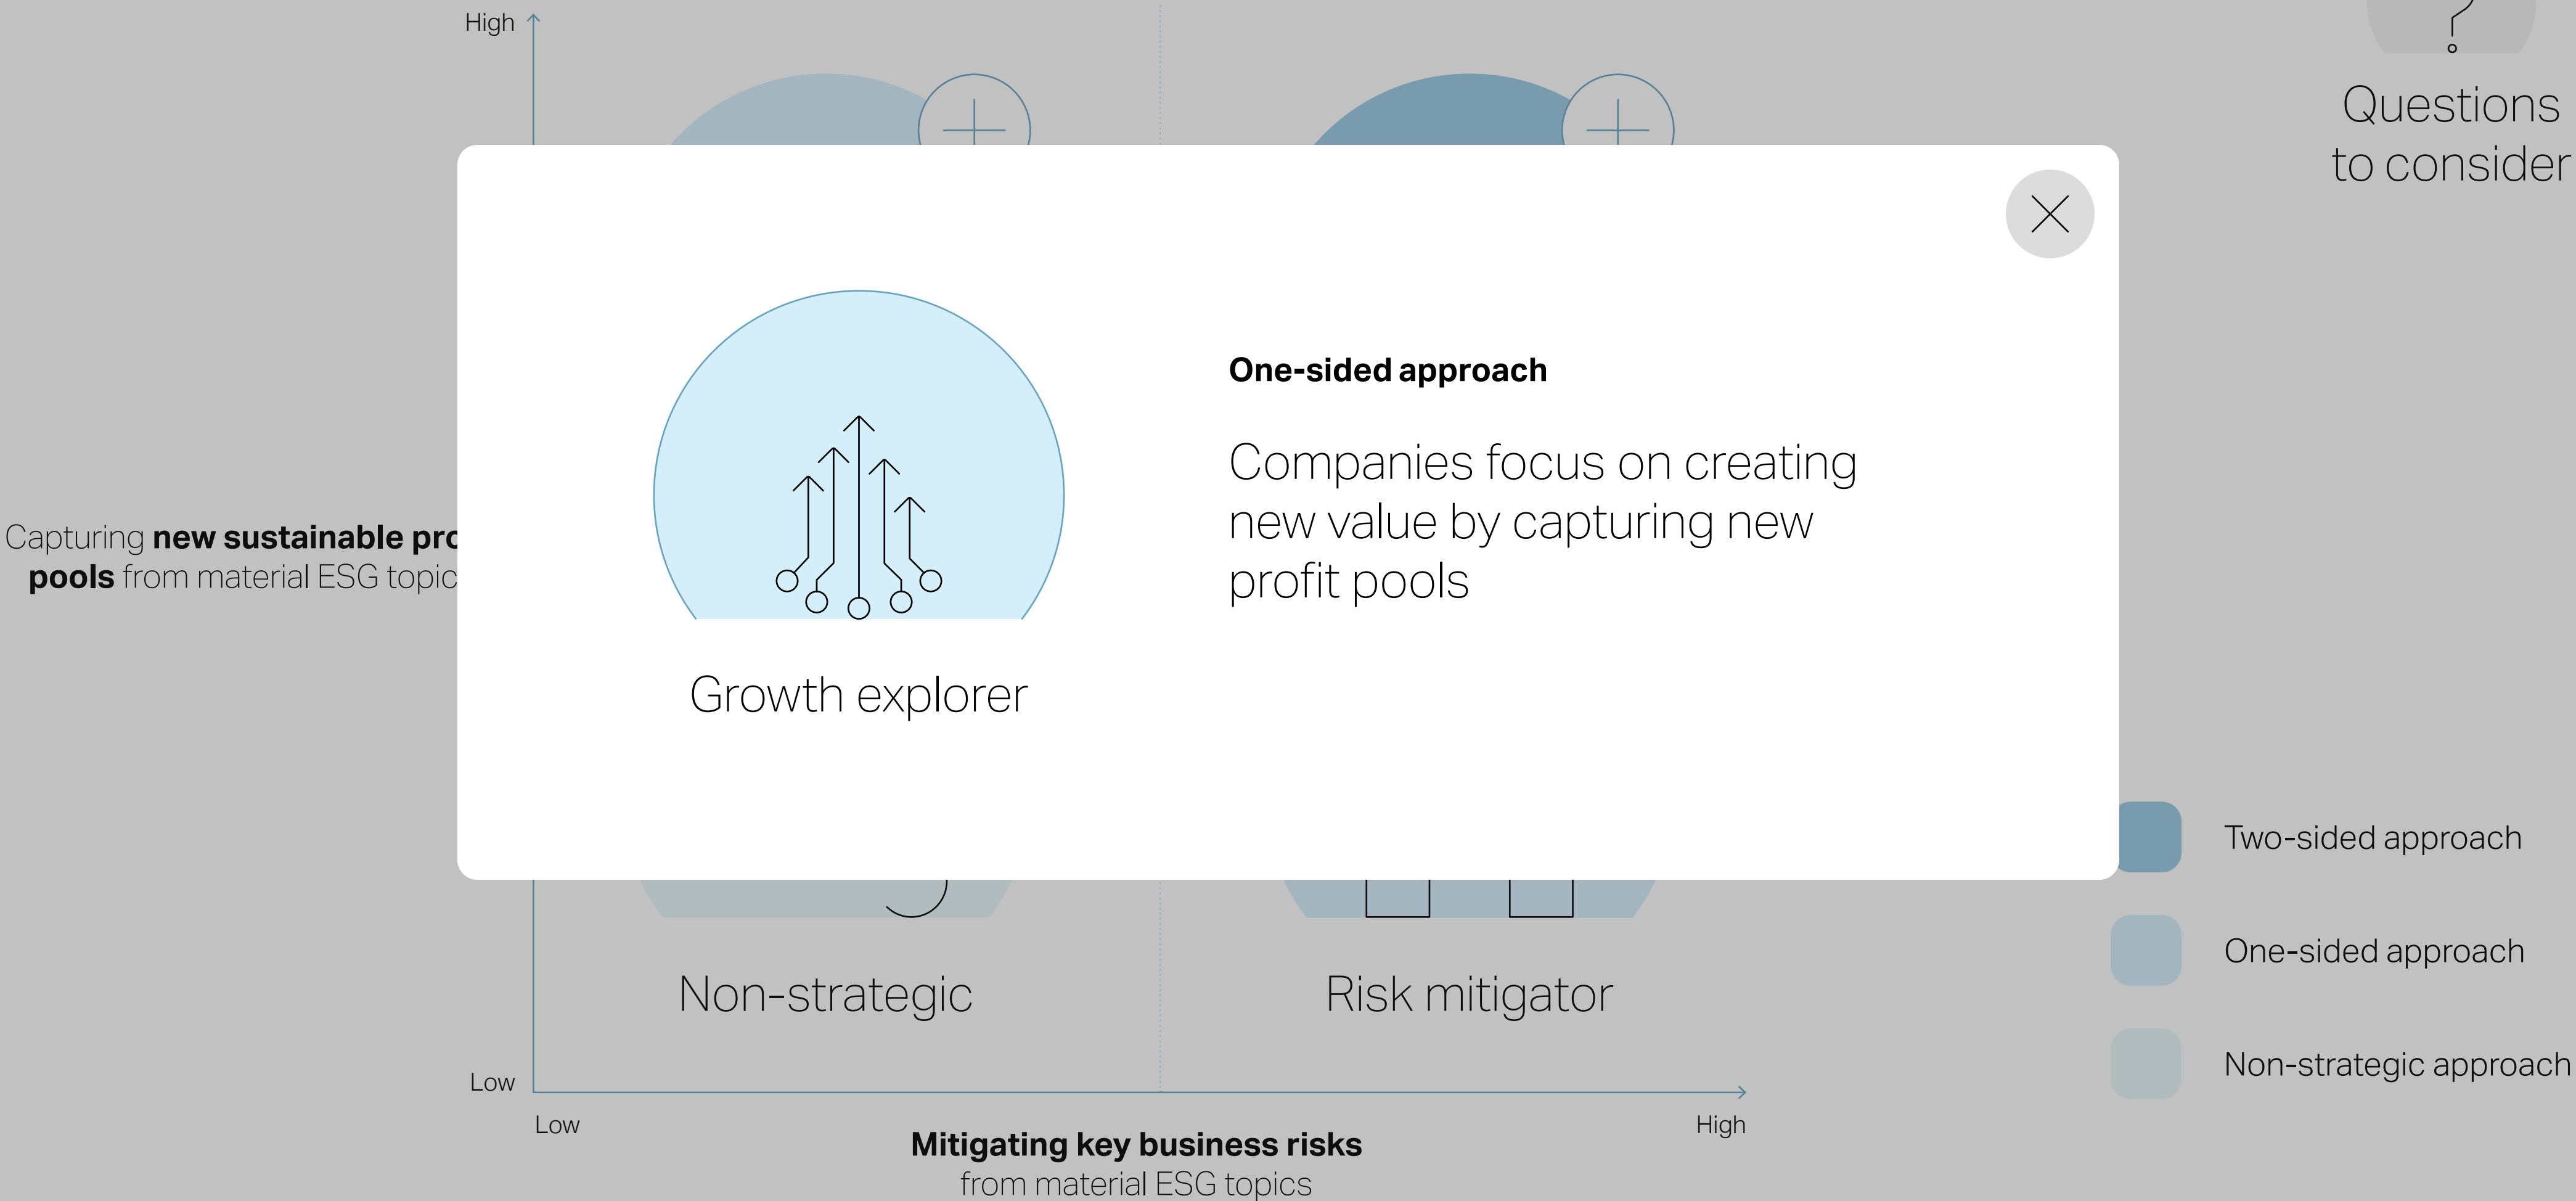 High
Questions
to consider
One-sided approach
Companies focus on creating
new value by capturing new
profit pools
Capturing new sustainable
pools from material ESG
Growth explorer
Two-sided approach
One-sided approach
Non-strategic approach
Non-strategic
Risk mitigator
Low
Low
High
Mitigating key business risks
from material ESG topics